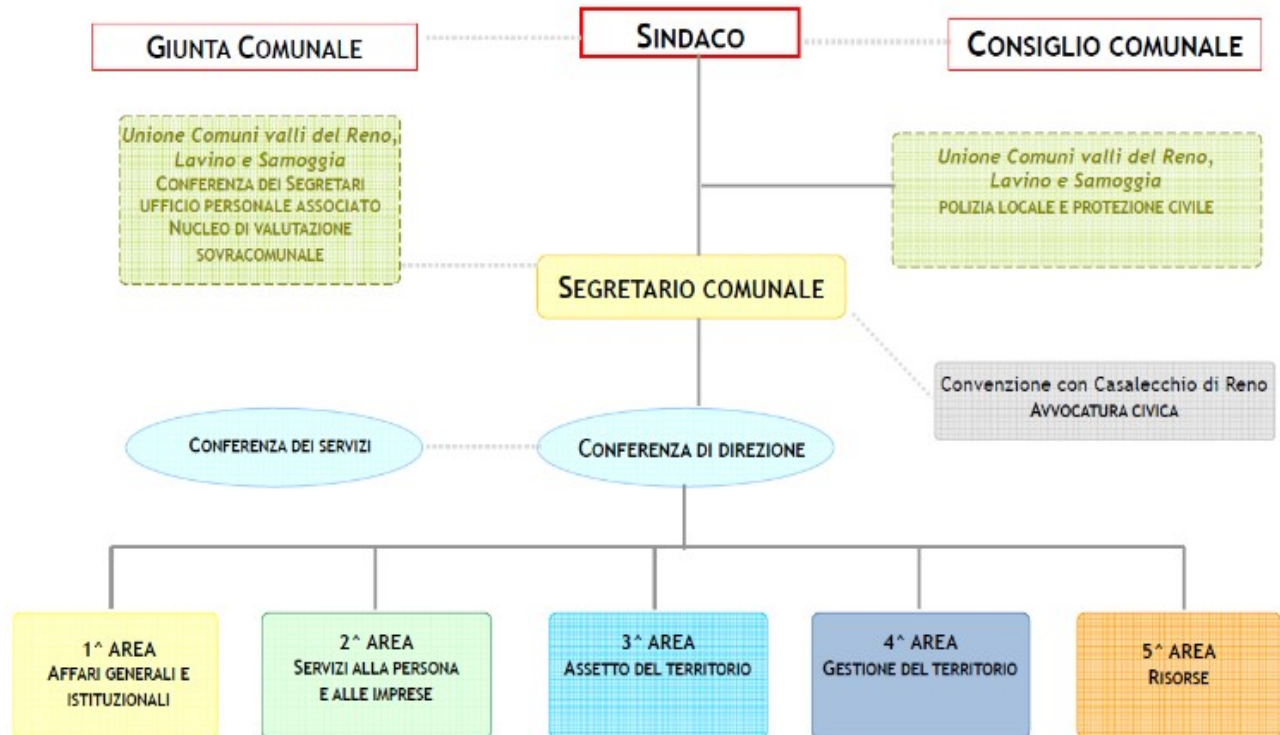 GIUNTA COMUNALE
SINDACO
CONSIGLIO COMUNALE
Unione Comuni valli del Reno,
Lavino e Samoggia
CONFERENZA DEI SEGRETARI
UFFICIO PERSONALE ASSOCIATO
NUCLEO DI VALUTAZIONE
SOVRACOMUNALE
Unione Comuni valli del Reno,
Lavino e Samoggia
POLIZIA LOCALE E PROTEZIONE CIVILE
SEGRETARIO COMUNALE
Convenzione con Casalecchio di Reno
AVVOCATURA CIVICA
CONFERENZA DEI SERVIZI
CONFERENZA DI DIREZIONE
1^ AREA
AFFARI GENERALI E
ISTITUZIONALI
2^ AREA
SERVIZI ALLA PERSONA
E ALLE IMPRESE
3^ AREA
ASSETTO DEL TERRITORIO
4^ AREA
GESTIONE DEL TERRITORIO
5^ AREA
RISORSE